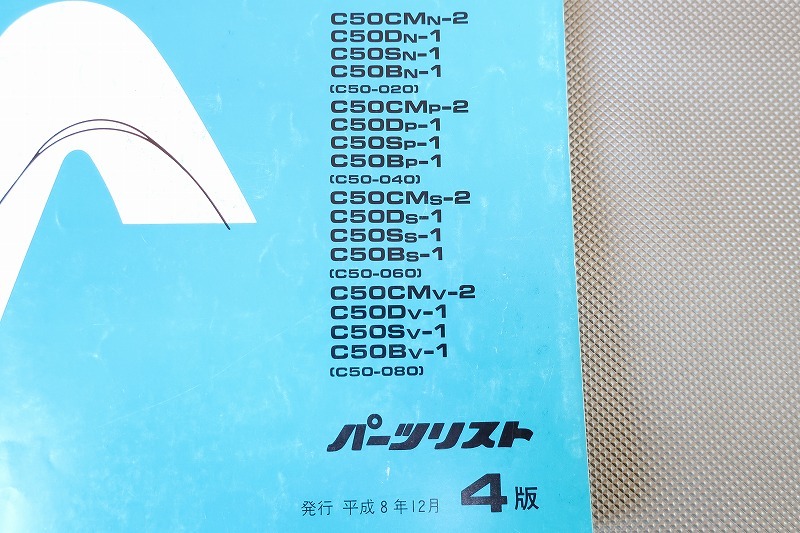 C50CMN-2
C50DN-1
C50SN-1
C50BN-1
(C50-020)
C50CMP-2
C50DP-1
C50SP-1
C50BP-1
(C50-040)
C50CMS-2
C50DS-1
C50SS-1
C50BS-1
(C50-060)
C50CMV-2
C50DV-1
C50SV-1
C50BV-1
(C50-080)
パーツリスト
発行 平成8年12月 4版